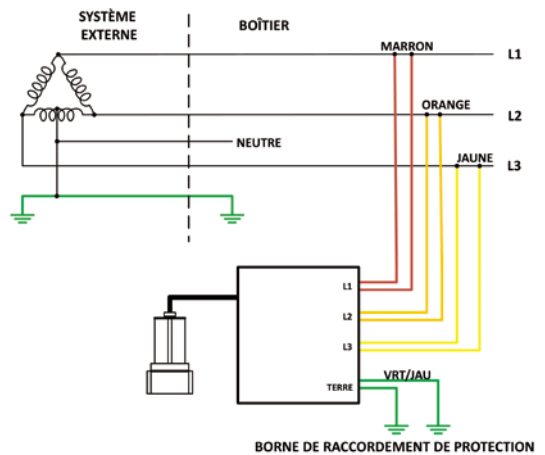 SYSTÈME
EXTERNE
BOÎTIER
MARRON
L1
ORANGE
L2
NEUTRE
JAUNE
L3
L1
L2
L3
VRT/JAU
TERRE
BORNE DE RACCORDEMENT DE PROTECTION